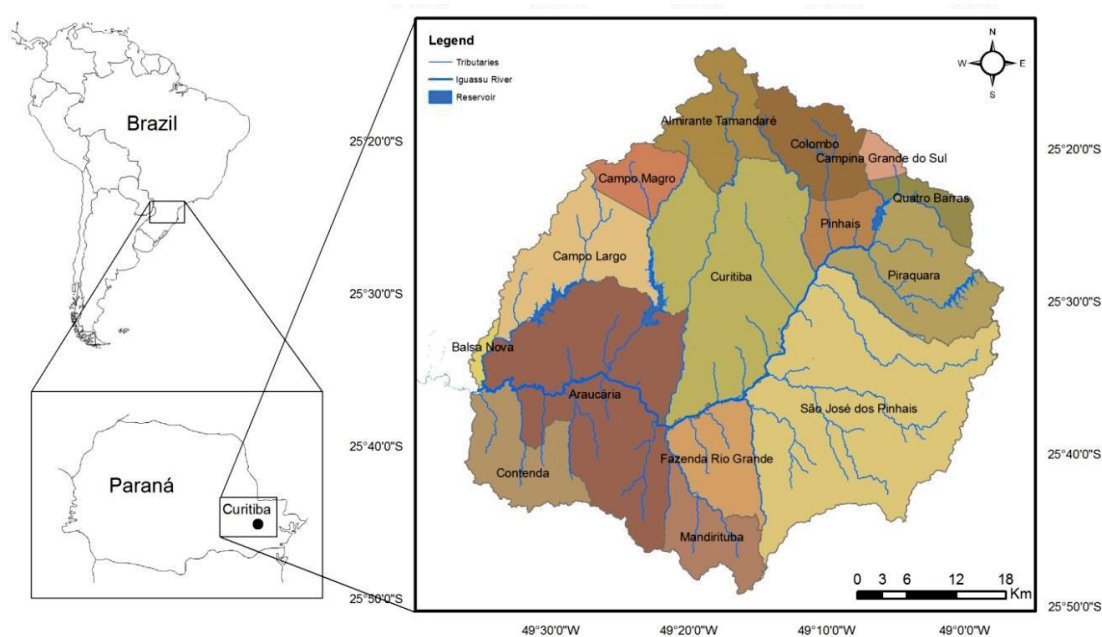 Brazil
Paraná
Curitiba
Legend
Tributaries
Iguassu River
Reservoir
N
W E
S
25°20'0"S
25°30'0"S
25°40'0"S
25°50'0"S
Almirante Tamandaré
Colombo
Campina Grande do Sul
Campo Magro
Quatro Barras
Pinhais
Campo Largo
Curitiba
Piraquara
Balsa Nova
Araucária
São José dos Pinhais
Fazenda Rio Grande
Contenda
Mandirituba
0 3 6 12 18
Km
25°20'0"S
25°30'0"S
25°40'0"S
25°50'0"S
49°30'0"W 49°20'0"W 49°10'0"W 49°0'0"W